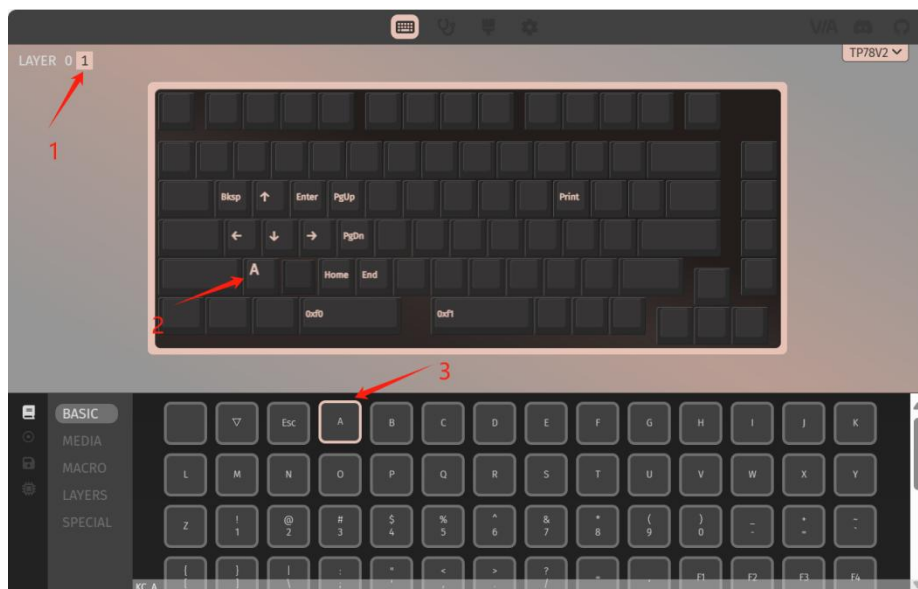 VIA
LAYER 0 1
TP78V2
1
Bksp ↑ Enter PgUp Print
← ↓ → PgDn
A Home End
2
0xf0 0xf1
3
BASIC
MEDIA
MACRO
LAYERS
SPECIAL
▽ Esc A B C D E F G H I J K
L M N O P Q R S T U V W X Y
Z ! 1 @ 2 # 3 $ 4 % 5 ^ 6 & 7 * 8 ( 9 ) 0
F1 F2 F3 F4
KC_A